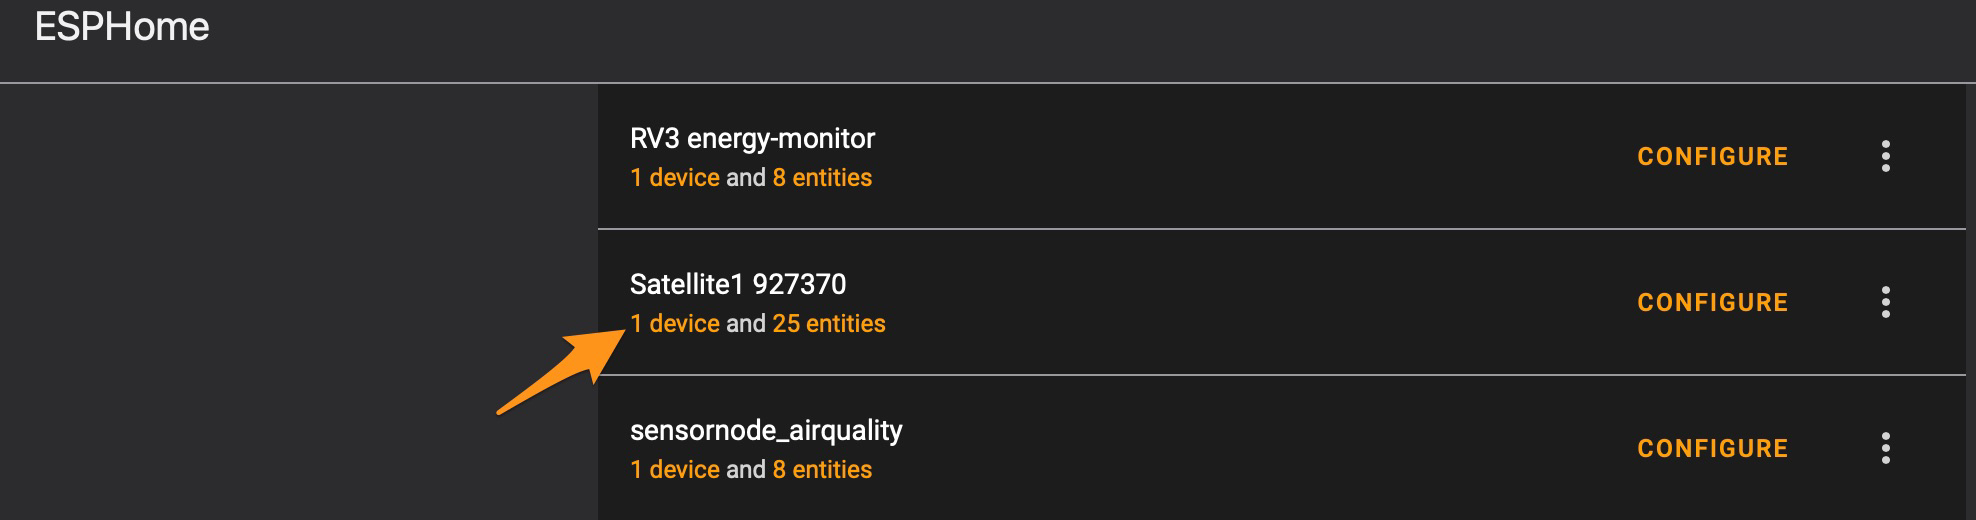 ESPHome
RV3 energy-monitor
1 device and 8 entities
CONFIGURE
Satellite1 927370
1 device and 25 entities
CONFIGURE
sensornode_airquality
1 device and 8 entities
CONFIGURE